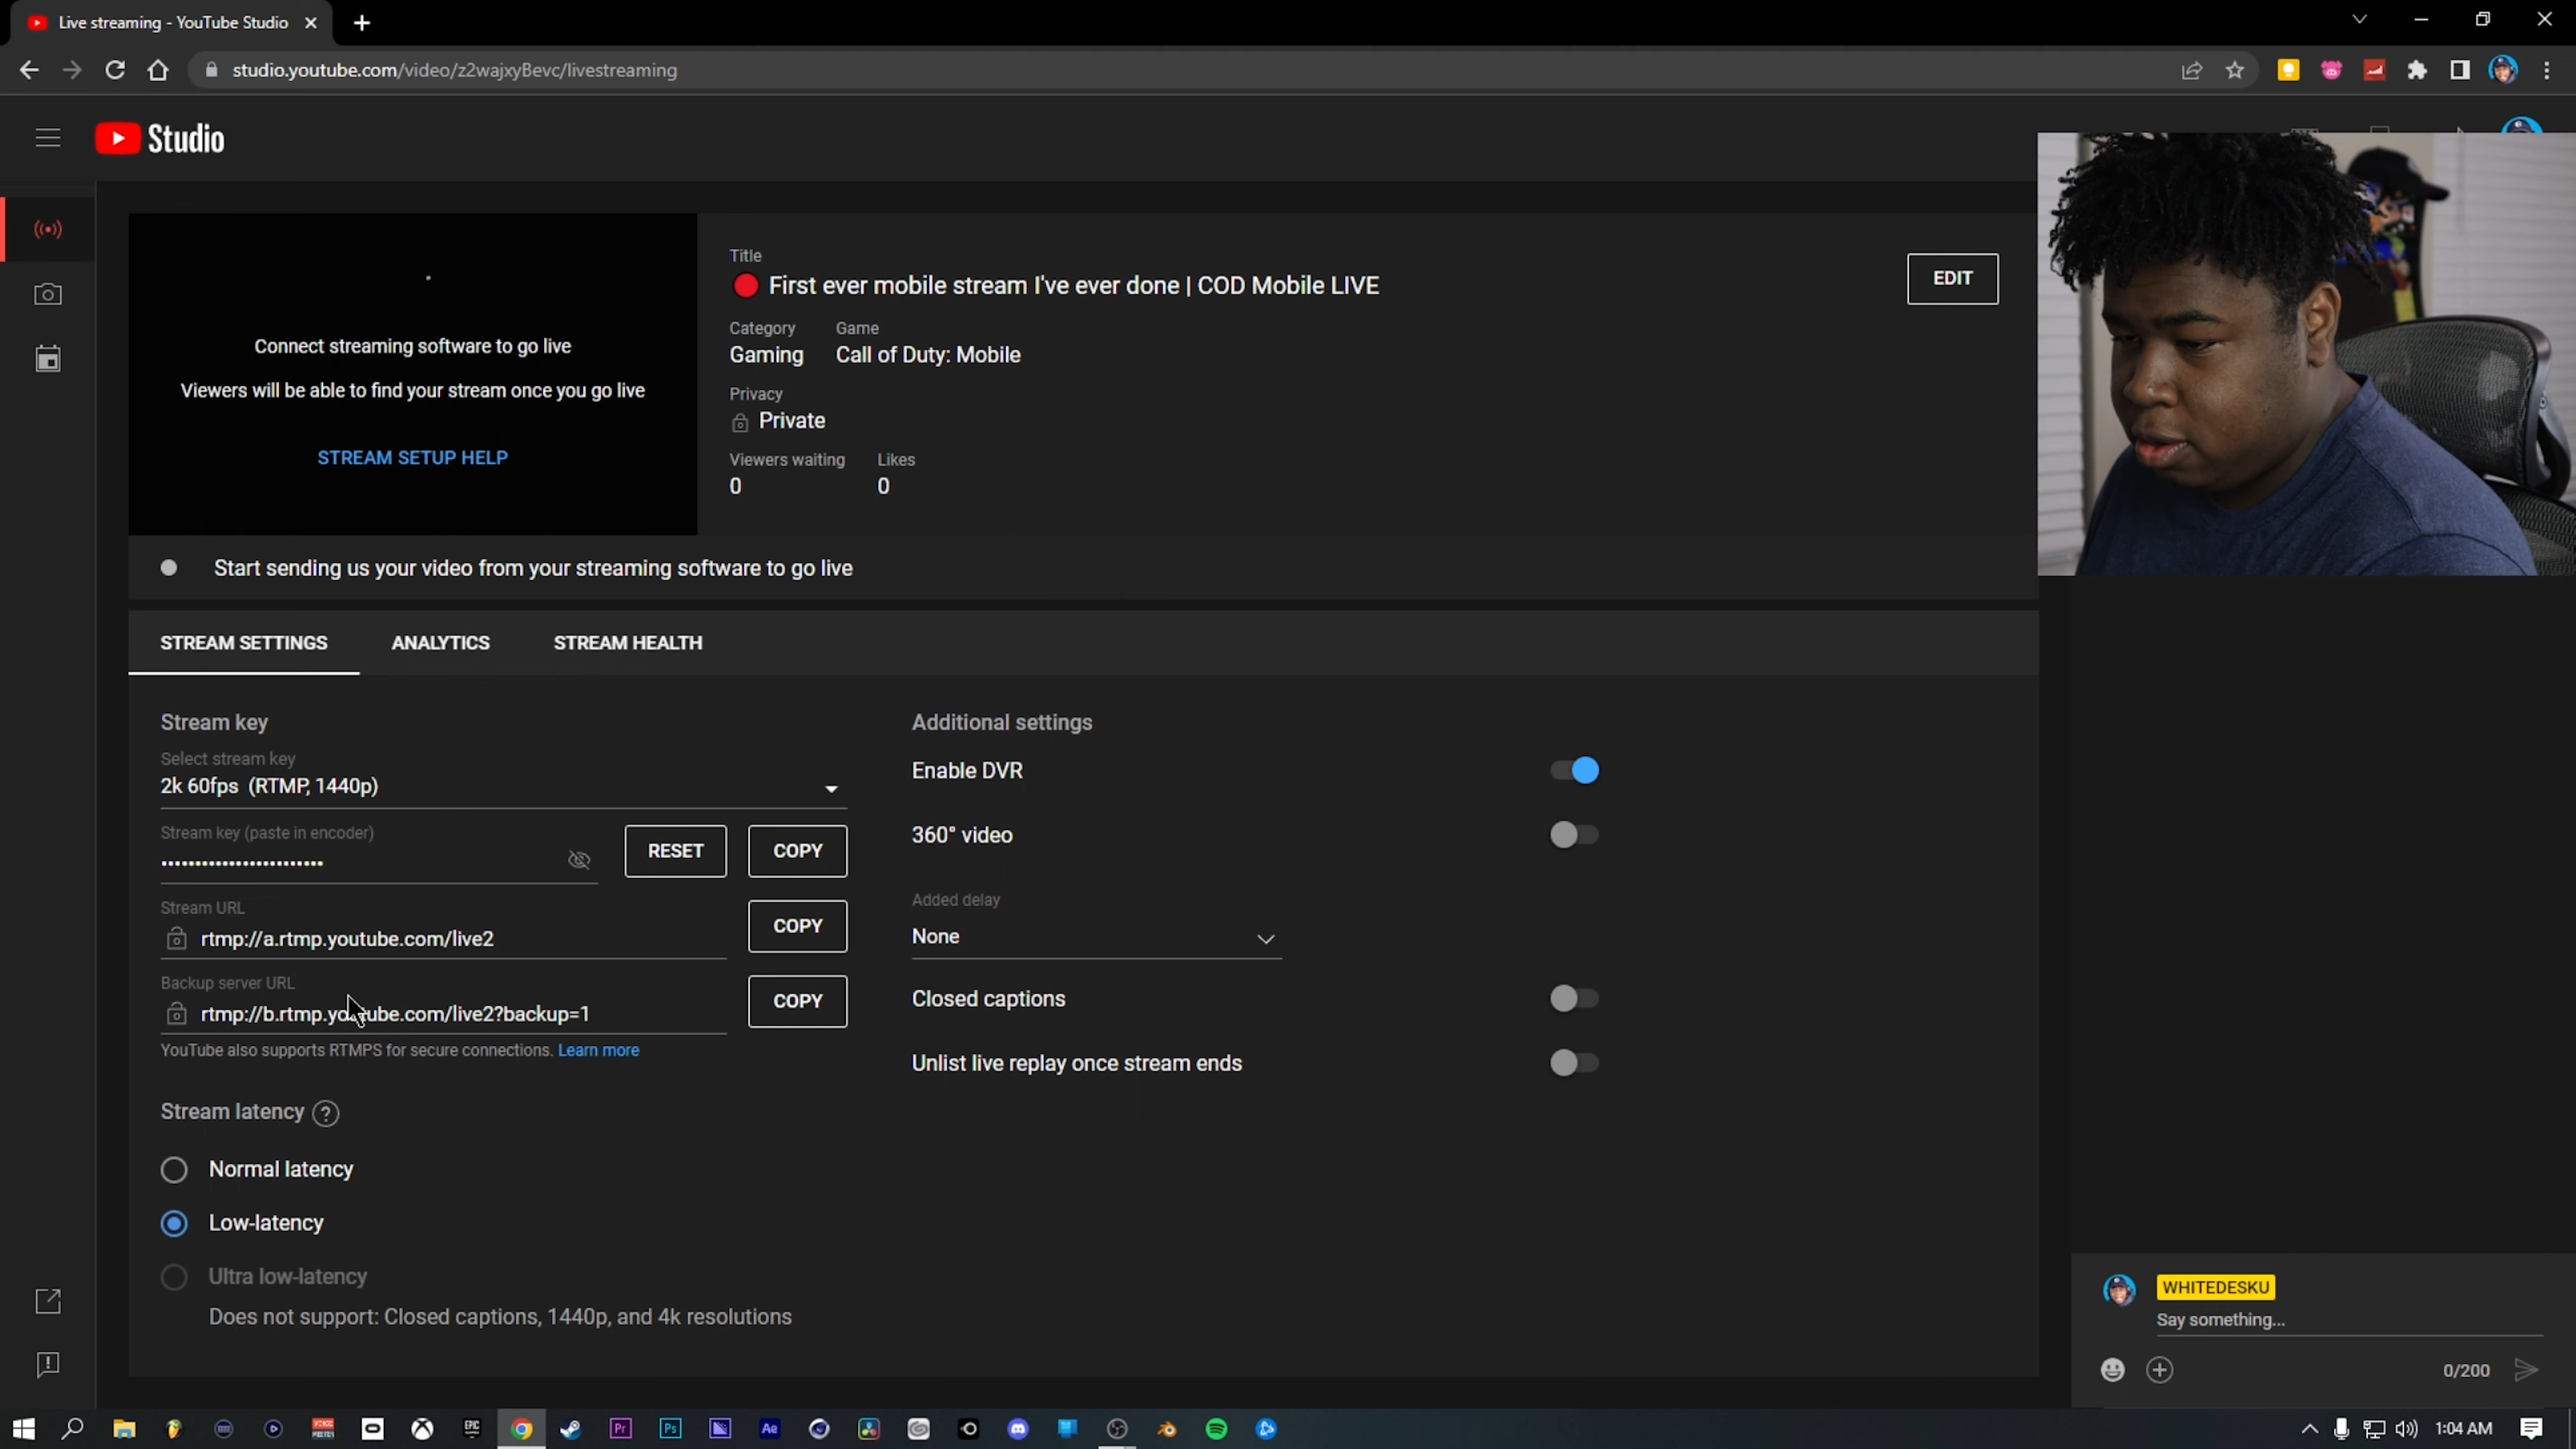 Live streaming - YouTube Studio
studio.youtube.com/video/z2wajxyBevc/livestreaming
Studio
Connect streaming software to go live
Viewers will be able to find your stream once you go live
STREAM SETUP HELP
Title
First ever mobile stream I've ever done | COD Mobile LIVE
EDIT
Category Game
Gaming Call of Duty: Mobile
Privacy
Private
Viewers waiting Likes
0 0
Start sending us your video from your streaming software to go live
STREAM SETTINGS ANALYTICS STREAM HEALTH
Stream key
Select stream key
2k 60fps (RTMP, 1440p)
Stream key (paste in encoder)
RESET COPY
Stream URL
rtmp://a.rtmp.youtube.com/live2
COPY
Backup server URL
rtmp://b.rtmp.youtube.com/live2?backup=1
COPY
YouTube also supports RTMPS for secure connections. Learn more
Stream latency ?
Normal latency
Low-latency
Ultra low-latency
Does not support: Closed captions, 1440p, and 4k resolutions
Additional settings
Enable DVR
360° video
Added delay
None
Closed captions
Unlist live replay once stream ends
WHITEDESKU
Say something...
0/200
EPIC
Pr
Ps
Ae
1:04 AM